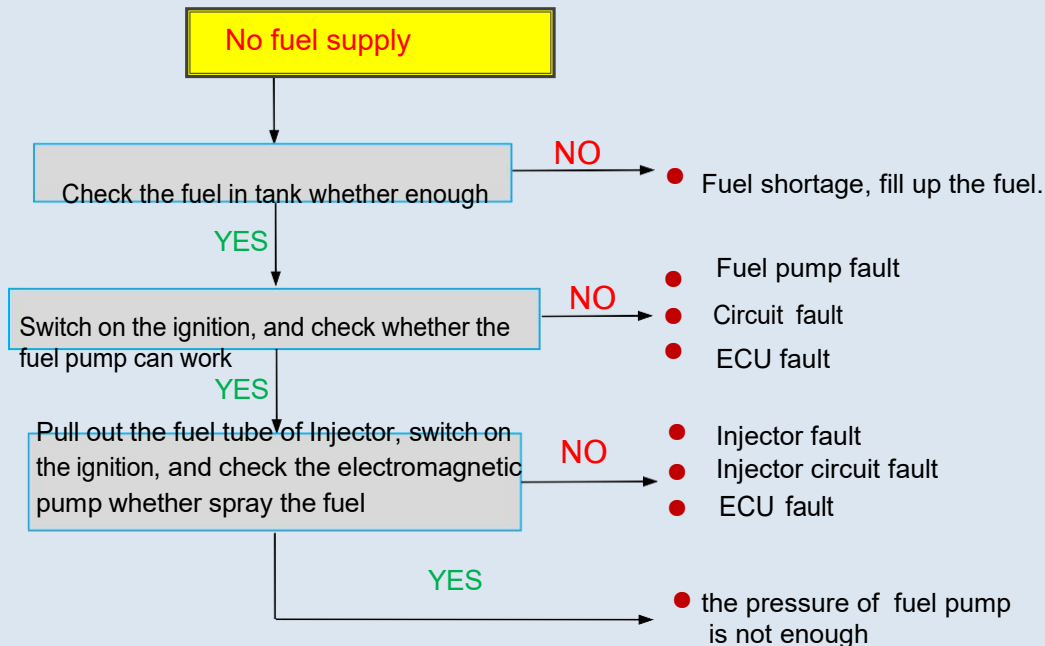 No fuel supply
NO
Check the fuel in tank whether enough
Fuel shortage, fill up the fuel.
YES
Switch on the ignition, and check whether the
fuel pump can work
NO
Fuel pump fault
Circuit fault
ECU fault
YES
Pull out the fuel tube of Injector, switch on
the ignition, and check the electromagnetic
pump whether spray the fuel
NO
Injector fault
Injector circuit fault
ECU fault
YES
the pressure of fuel pump
is not enough